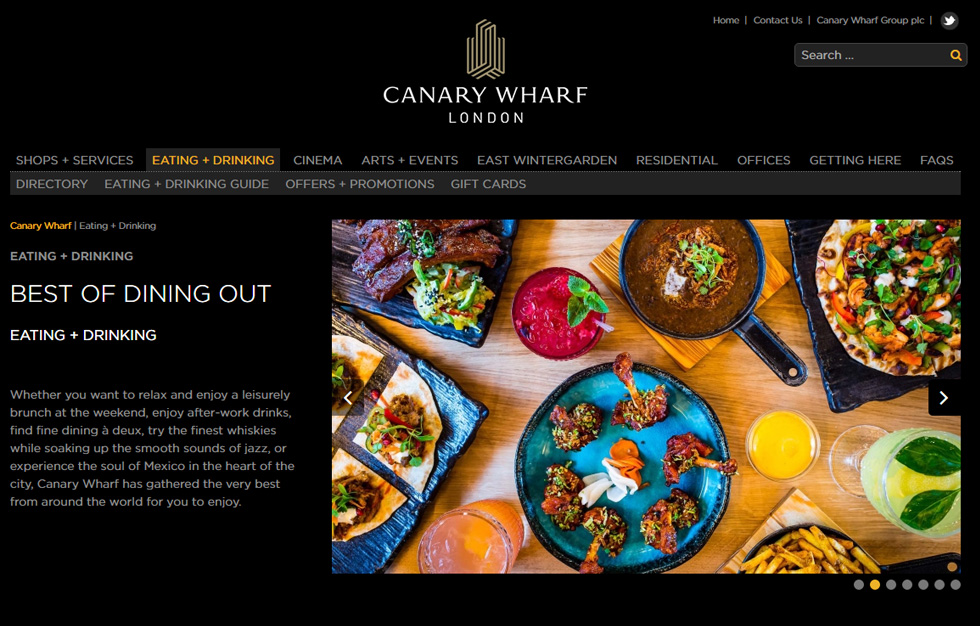 Home | Contact Us | Canary Wharf Group plc |
Search ...
CANARY WHARF
LONDON
SHOPS + SERVICES EATING + DRINKING CINEMA ARTS + EVENTS EAST WINTERGARDEN RESIDENTIAL OFFICES GETTING HERE FAQS
DIRECTORY EATING + DRINKING GUIDE OFFERS + PROMOTIONS GIFT CARDS
Canary Wharf | Eating + Drinking
EATING + DRINKING
BEST OF DINING OUT
EATING + DRINKING
Whether you want to relax and enjoy a leisurely
brunch at the weekend, enjoy after-work drinks,
find fine dining à deux, try the finest whiskies
while soaking up the smooth sounds of jazz, or
experience the soul of Mexico in the heart of the
city, Canary Wharf has gathered the very best
from around the world for you to enjoy.